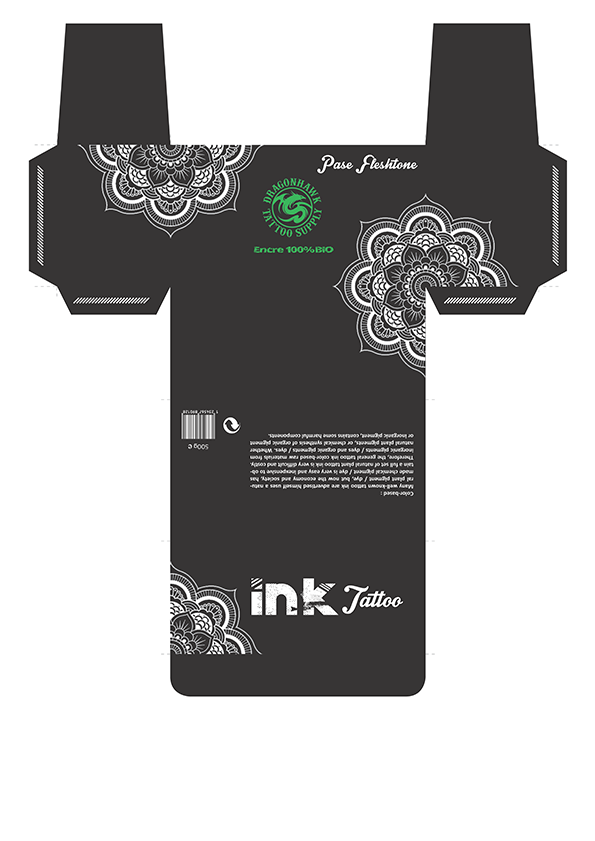 Pase Fleshtone
DRAGONHAWK
TATTOO SUPPLY
Encre 100% BIO
1 234567 890128
500g e
Color-based :
Many well-known tattoo ink are advertised himself uses a natu-
ral plant pigment / dye, but now the economy and society, has
made chemical pigment / dye is very easy and inexpensive to ob-
tain a full set of natural plant tattoo ink is very difficult and costly.
Therefore, the general tattoo ink color-based raw materials from
inorganic pigments / dyes and organic pigments / dyes. Whether
natural plant pigments, or chemical synthesis of organic pigment
or inorganic pigment, contains some harmful components.
ink Tattoo